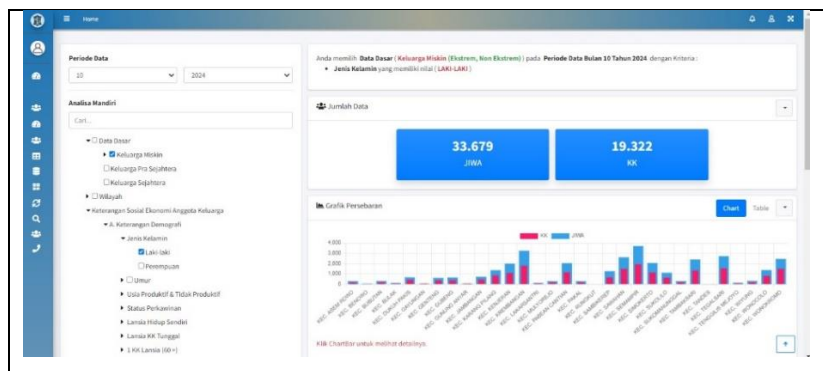 Home
Periode Data
10
2024
Analisa Mandiri
Cari...
Data Dasar
Keluarga Miskin
Keluarga Pra Sejahtera
Keluarga Sejahtera
Wilayah
Keterangan Sosial Ekonomi Anggota Keluarga
A. Keterangan Demografi
Jenis Kelamin
Laki-laki
Perempuan
Umur
Usia Produktif & Tidak Produktif
Status Perkawinan
Lansia Hidup Sendiri
Lansia KK Tunggal
1 KK Lansia (60+)
Anda memilih Data Dasar ( Keluarga Miskin (Ekstrem, Non Ekstrem) ) pada Periode Data Bulan 10 Tahun 2024 dengan Kriteria :
Jenis Kelamin yang memiliki nilai ( LAKI-LAKI )
Jumlah Data
33.679
JIWA
19.322
KK
Grafik Persebaran
Chart
Table
KK JIWA
4.000
3.000
2.000
1.000
0
Klik ChartBar untuk melihat detailnya.